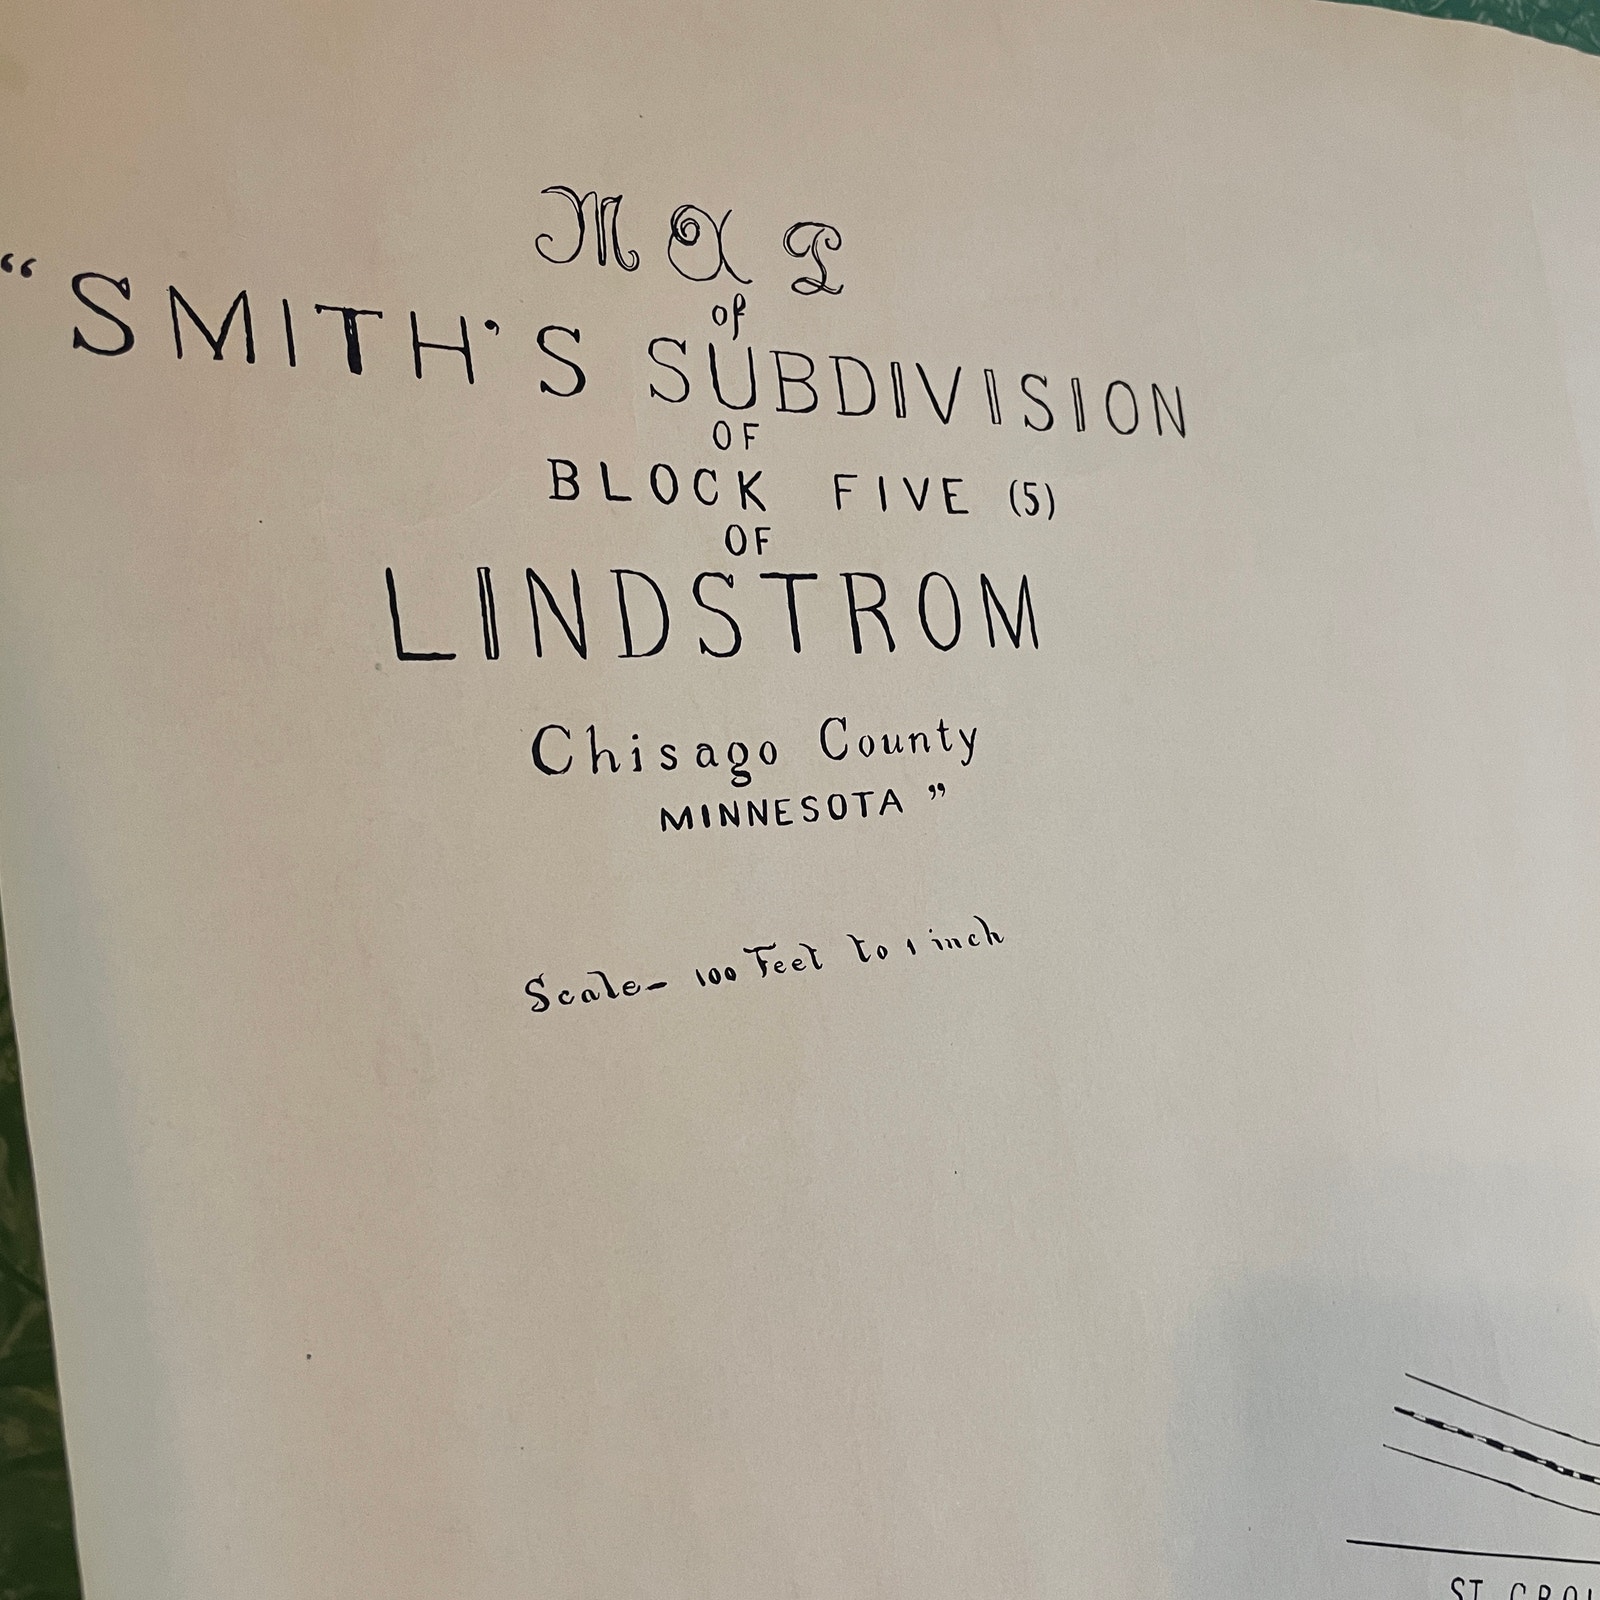 MAP
of
“SMITH'S SUBDIVISION
OF
BLOCK FIVE (5)
OF
LINDSTROM
Chisago County
MINNESOTA”
Scale- 100 Feet to 1 inch
ST